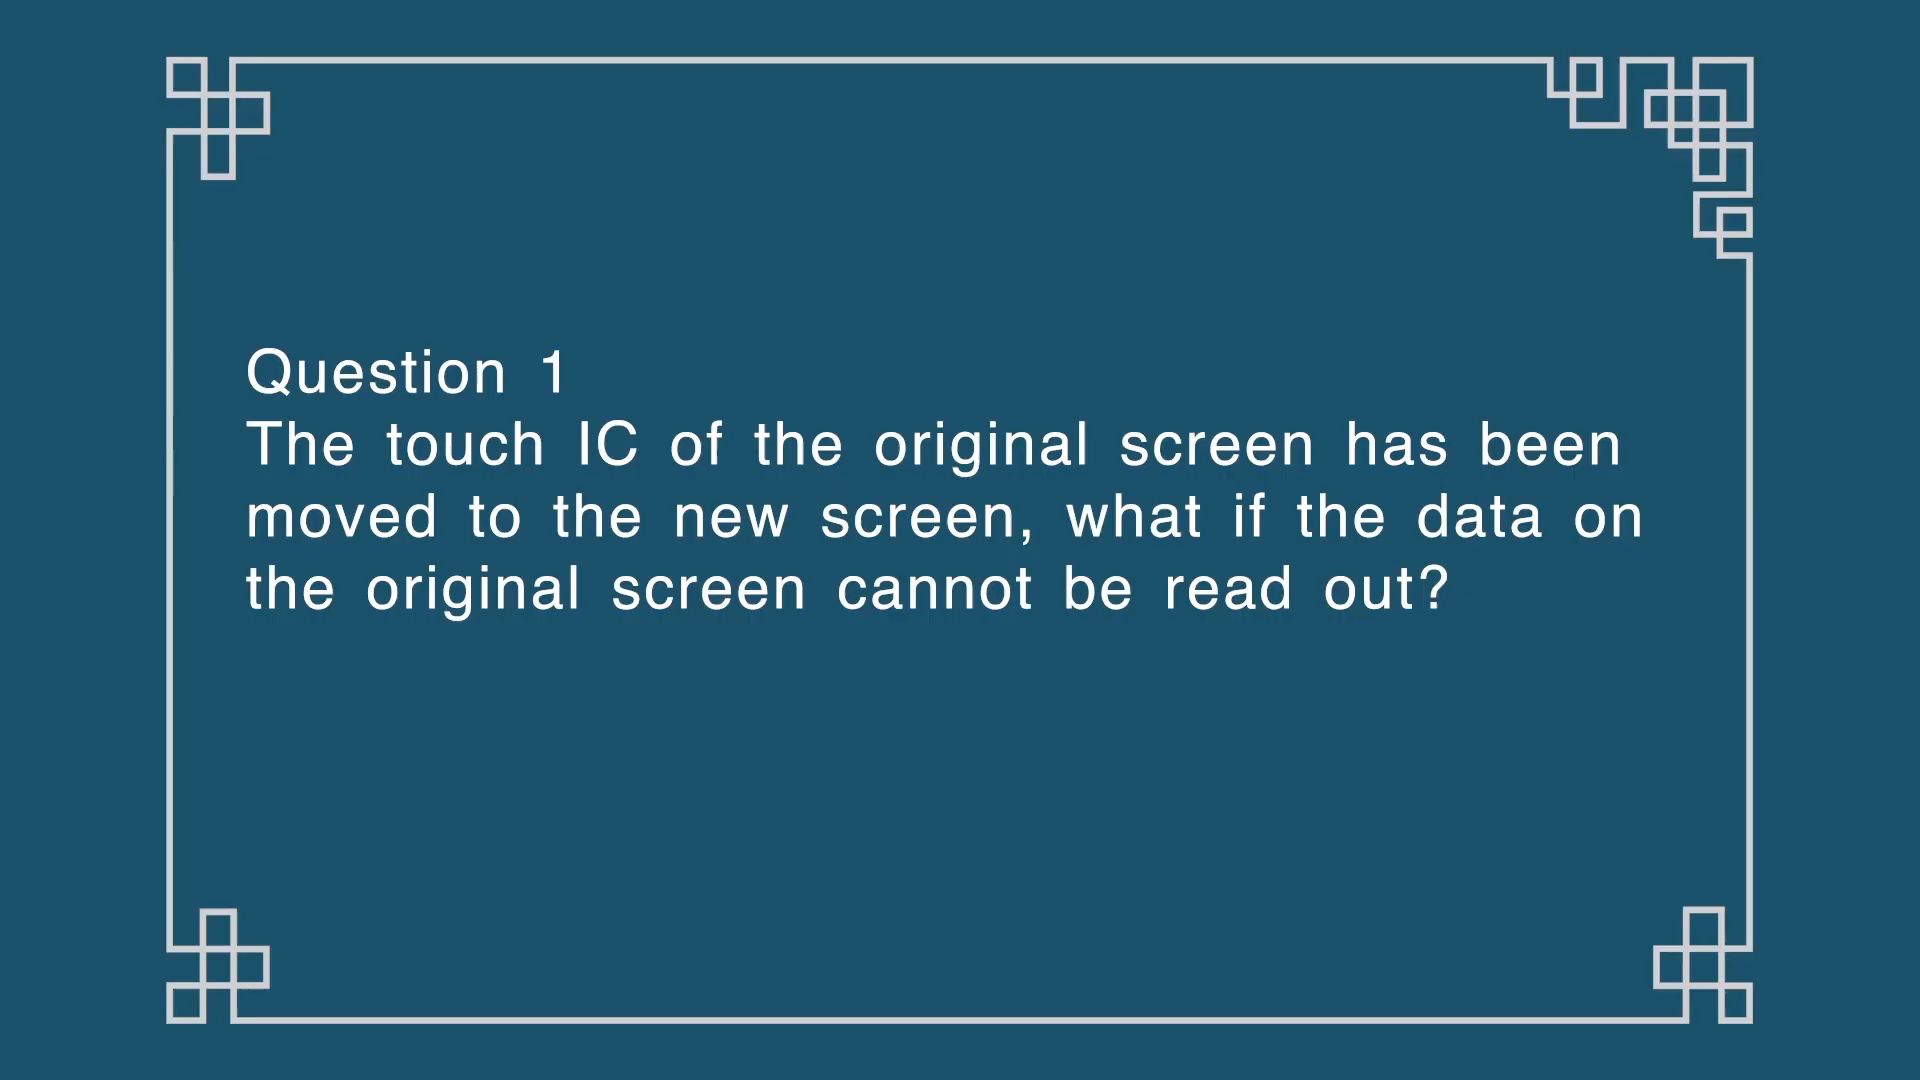 Question 1
The touch IC of the original screen has been
moved to the new screen, what if the data on
the original screen cannot be read out?